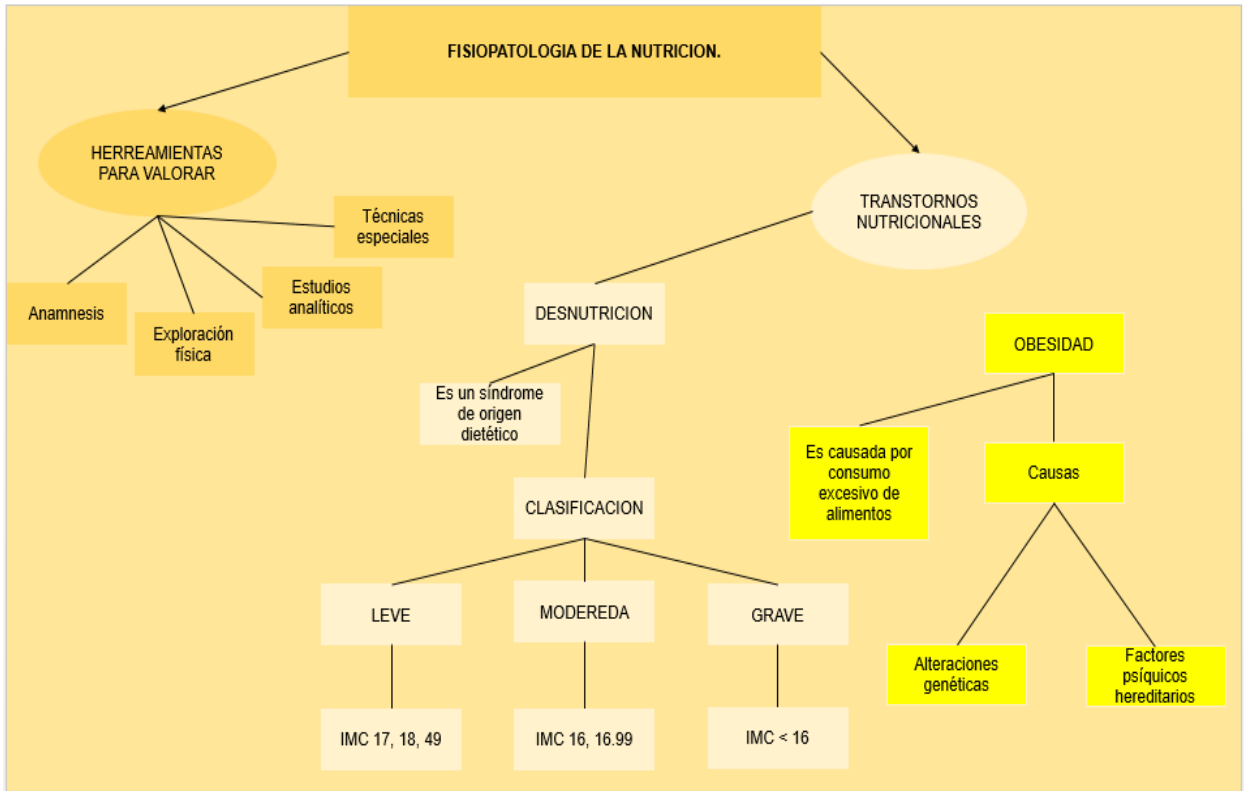 FISIOPATOLOGIA DE LA NUTRICION.
HERREAMIENTAS
PARA VALORAR
Técnicas
especiales
Estudios
analíticos
Anamnesis
Exploración
física
TRANSTORNOS
NUTRICIONALES
DESNUTRICION
Es un síndrome
de origen
dietético
CLASIFICACION
LEVE
MODEREDA
GRAVE
IMC 17, 18, 49
IMC 16, 16.99
IMC < 16
OBESIDAD
Es causada por
consumo
excesivo de
alimentos
Causas
Alteraciones
genéticas
Factores
psíquicos
hereditarios